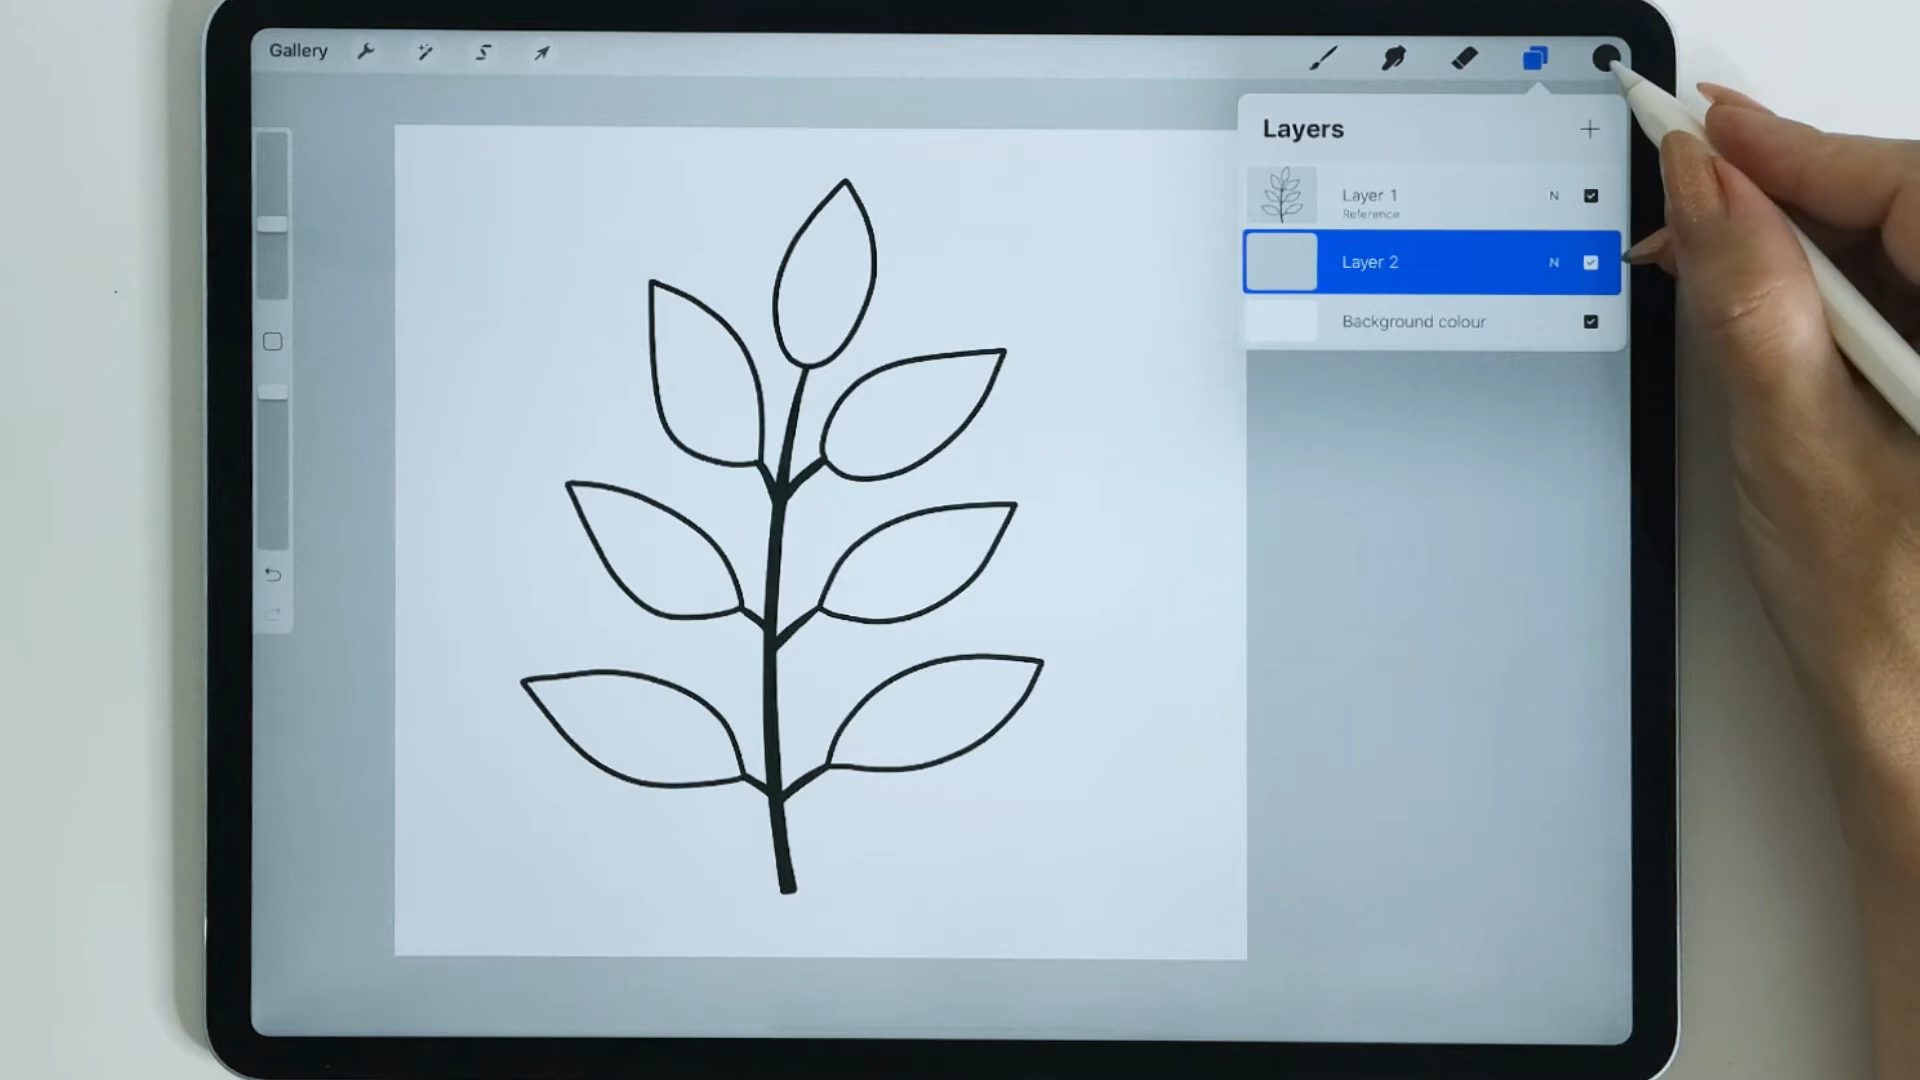 Gallery
Layers
Layer 1 N
Reference
Layer 2 N
Background colour